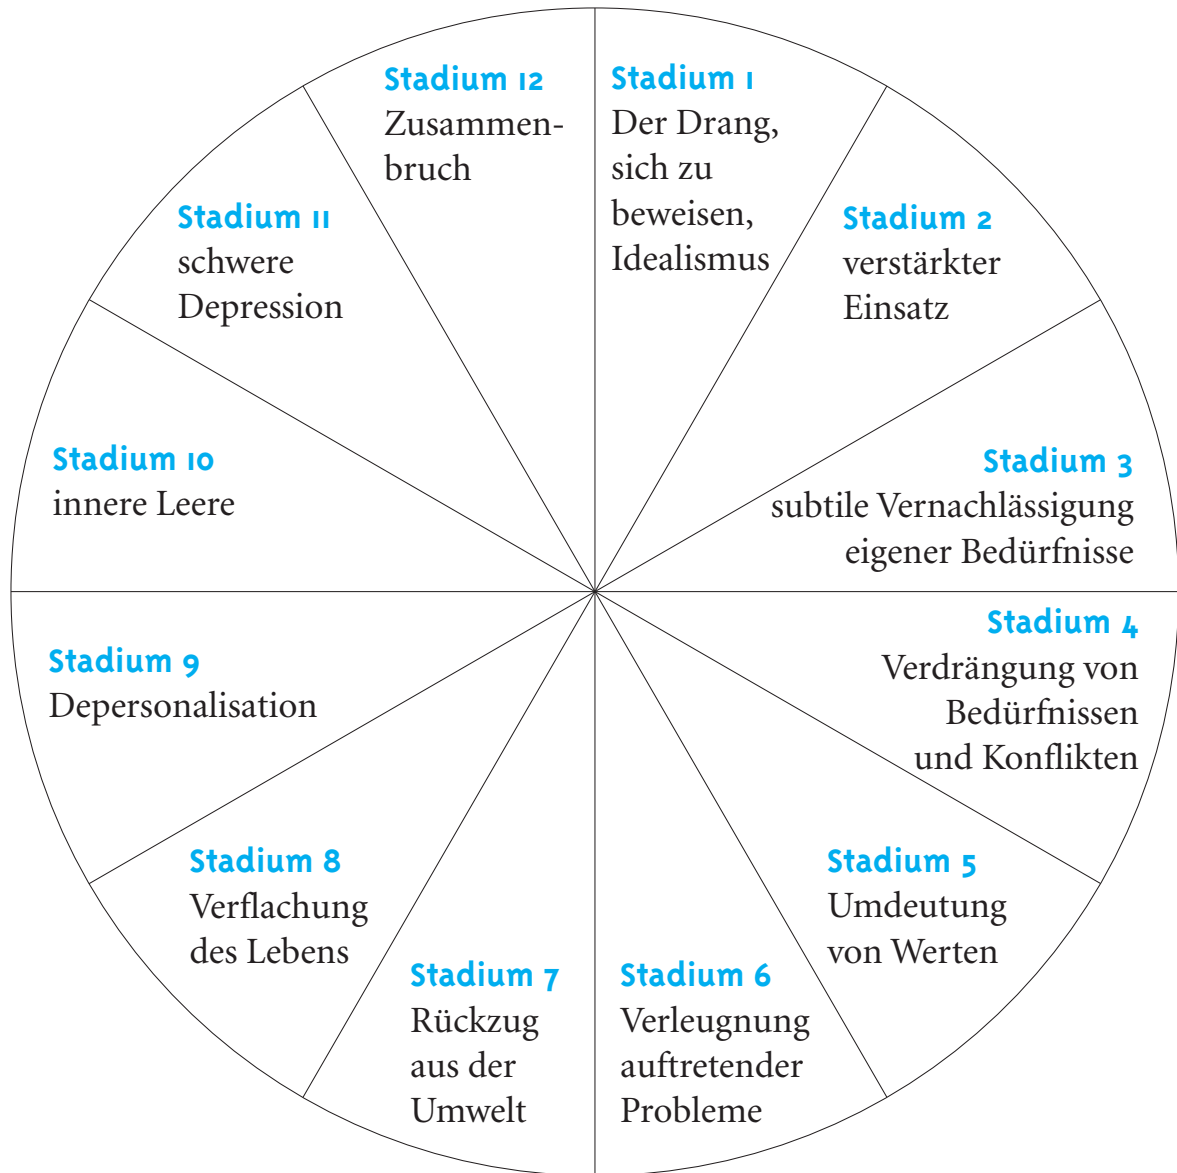 Stadium 1
Der Drang,
sich zu
beweisen,
Idealismus
Stadium 2
verstärkter
Einsatz
Stadium 3
subtile Vernachlässigung
eigener Bedürfnisse
Stadium 4
Verdrängung von
Bedürfnissen
und Konflikten
Stadium 5
Umdeutung
von Werten
Stadium 6
Verleugnung
auftretender
Probleme
Stadium 7
Rückzug
aus der
Umwelt
Stadium 8
Verflachung
des Lebens
Stadium 9
Depersonalisation
Stadium 10
innere Leere
Stadium 11
schwere
Depression
Stadium 12
Zusammen-
bruch